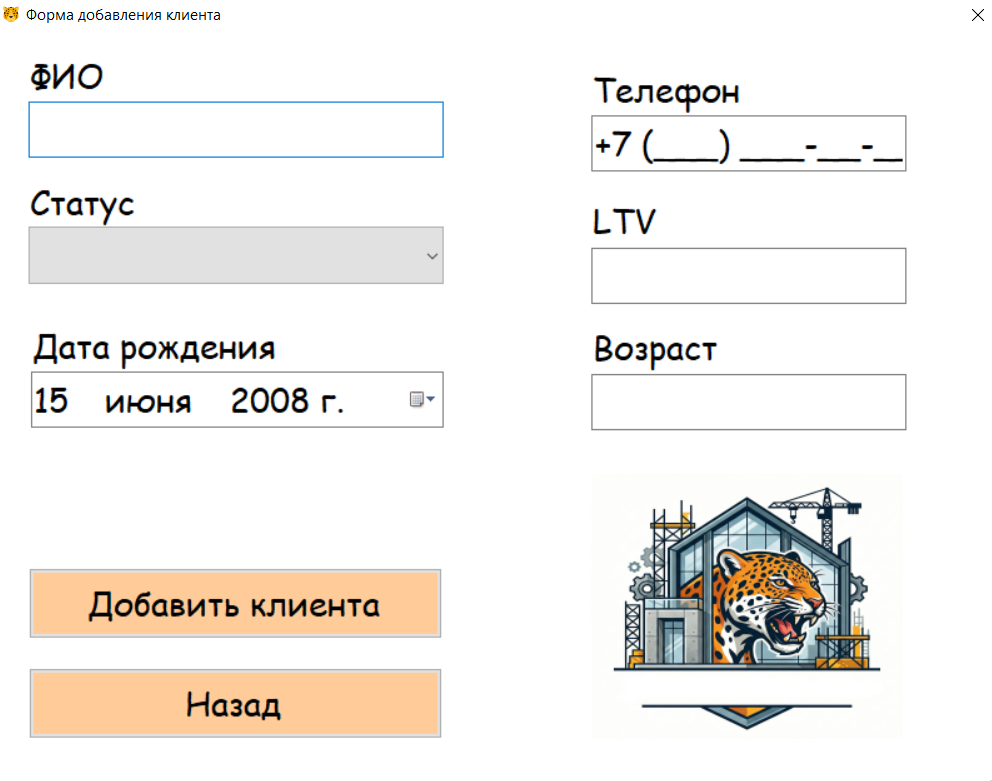 Форма добавления клиента
ФИО
Статус
Дата рождения
15 июня 2008 г.
Добавить клиента
Назад
Телефон
+7 (___) ___-__-__
LTV
Возраст